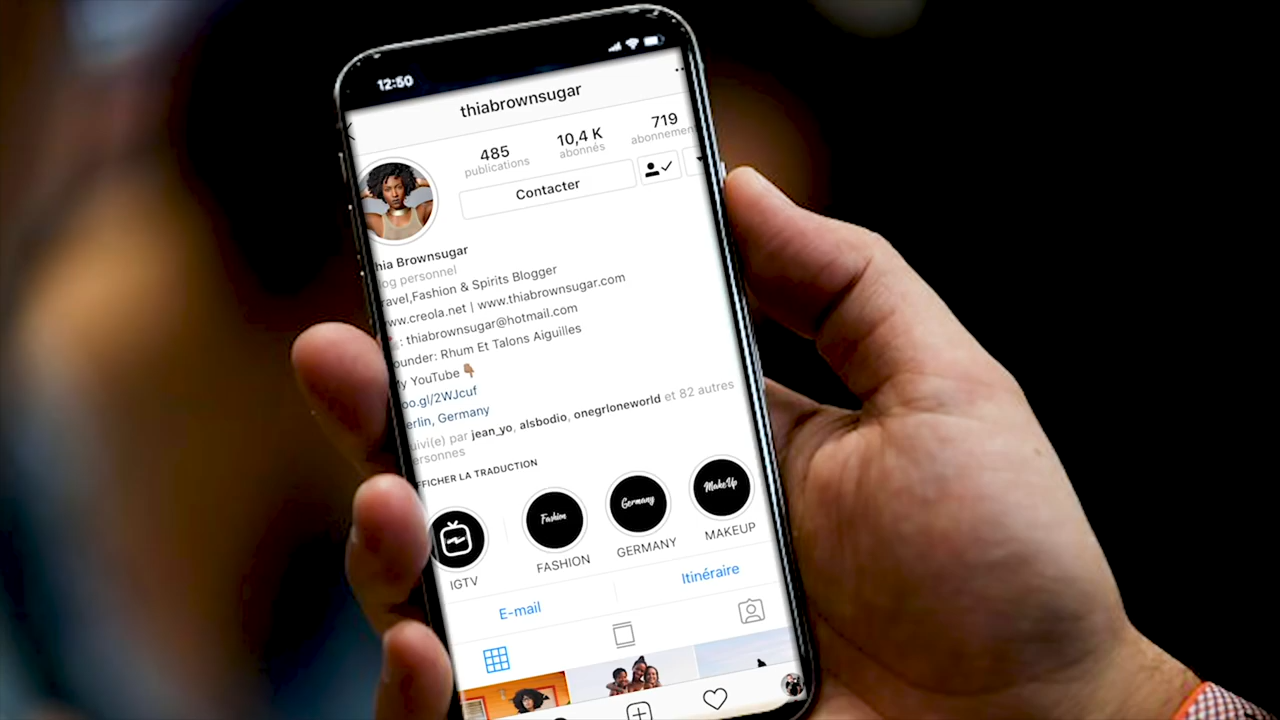 12:50
thiabrownsugar
485 10,4 K 719
publications abonnés abonnemen
Contacter
hia Brownsugar
og personnel
ravel,Fashion & Spirits Blogger
ww.creola.net | www.thiabrownsugar.com
: thiabrownsugar@hotmail.com
ounder: Rhum Et Talons Aiguilles
y YouTube 👇🏽
oo.gl/2WJcuf
erlin, Germany
uivi(e) par jean_yo, alsbodio, onegrloneworld et 82 autres
ersonnes
FFICHER LA TRADUCTION
Fashion Germany MakeUp
IGTV FASHION GERMANY MAKEUP
E-mail Itinéraire